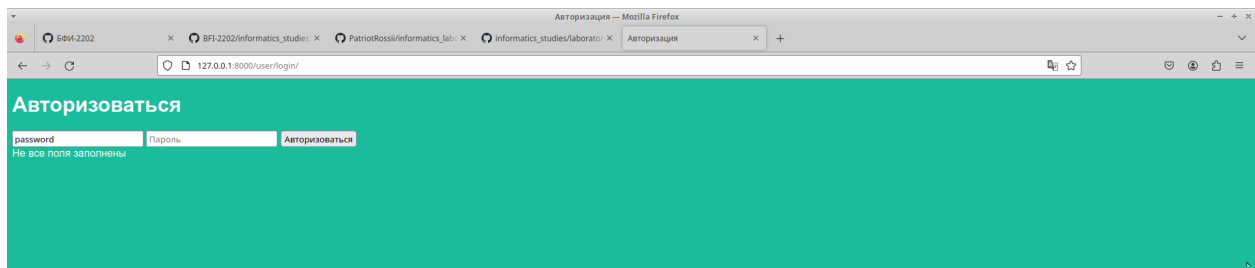 Авторизация — Mozilla Firefox
БФИ-2202
BFI-2202/informatics_studies
PatriotRossii/informatics_labo
informatics_studies/laborator
Авторизация
127.0.0.1:8000/user/login/
Авторизоваться
password Пароль Авторизоваться
Не все поля заполнены